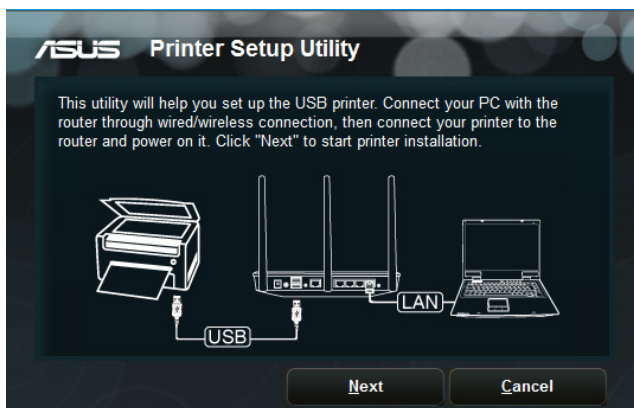 ASUS Printer Setup Utility
This utility will help you set up the USB printer. Connect your PC with the
router through wired/wireless connection, then connect your printer to the
router and power on it. Click "Next" to start printer installation.
LAN
USB
Next Cancel